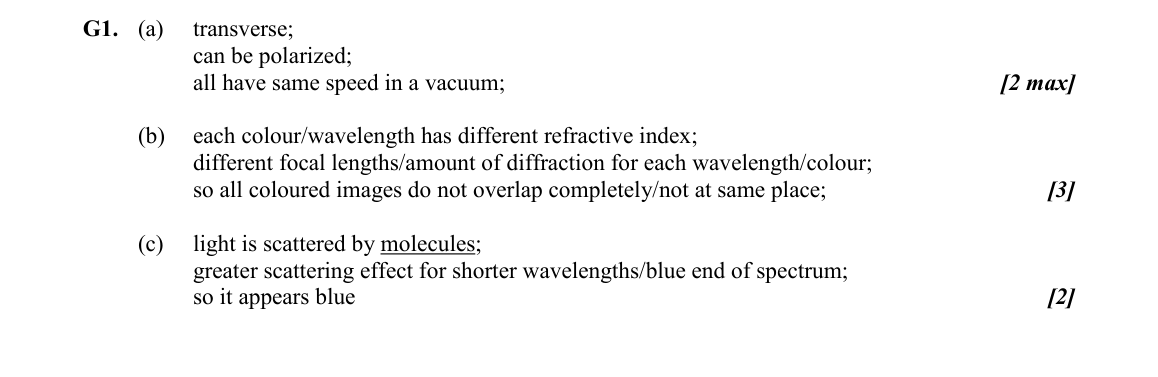 G1. (a) transverse;
can be polarized;
all have same speed in a vacuum; [2 max]
(b) each colour/wavelength has different refractive index;
different focal lengths/amount of diffraction for each wavelength/colour;
so all coloured images do not overlap completely/not at same place; [3]
(c) light is scattered by molecules;
greater scattering effect for shorter wavelengths/blue end of spectrum;
so it appears blue [2]